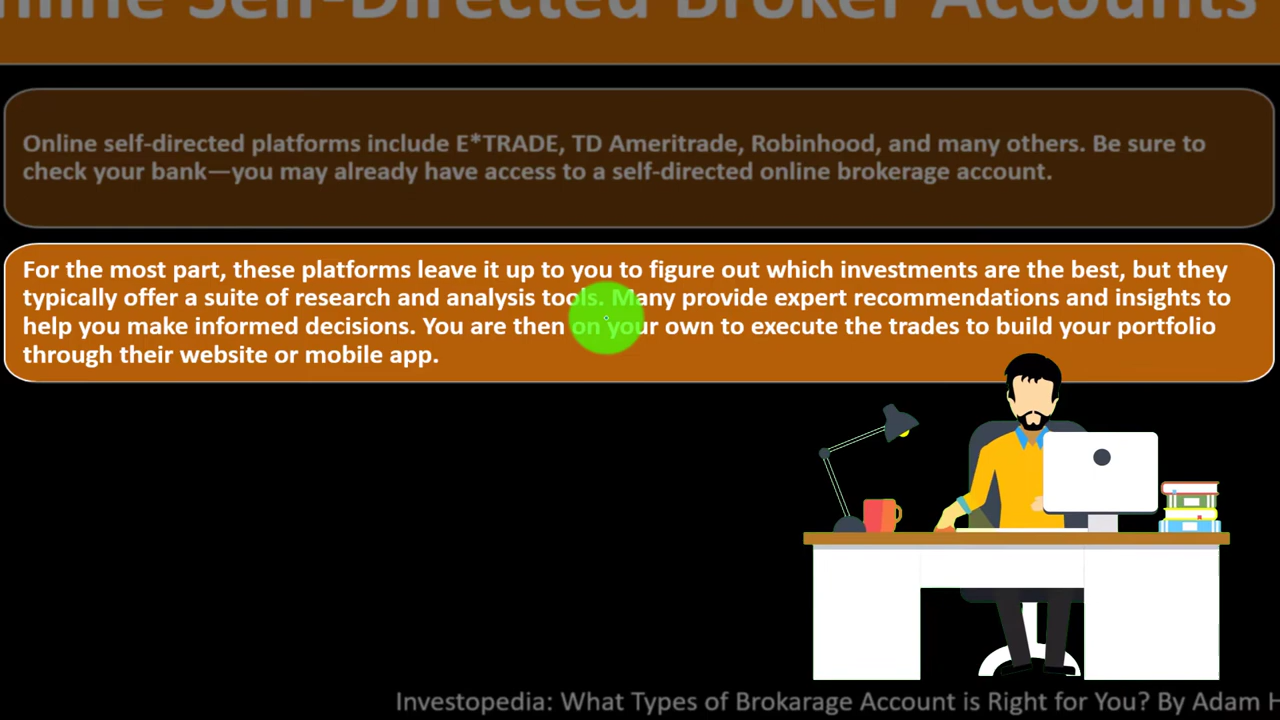 nline Self-Directed Broker Accounts
Online self-directed platforms include E*TRADE, TD Ameritrade, Robinhood, and many others. Be sure to
check your bank—you may already have access to a self-directed online brokerage account.
For the most part, these platforms leave it up to you to figure out which investments are the best, but they
typically offer a suite of research and analysis tools. Many provide expert recommendations and insights to
help you make informed decisions. You are then on your own to execute the trades to build your portfolio
through their website or mobile app.
Investopedia: What Types of Brokarage Account is Right for You? By Adam H